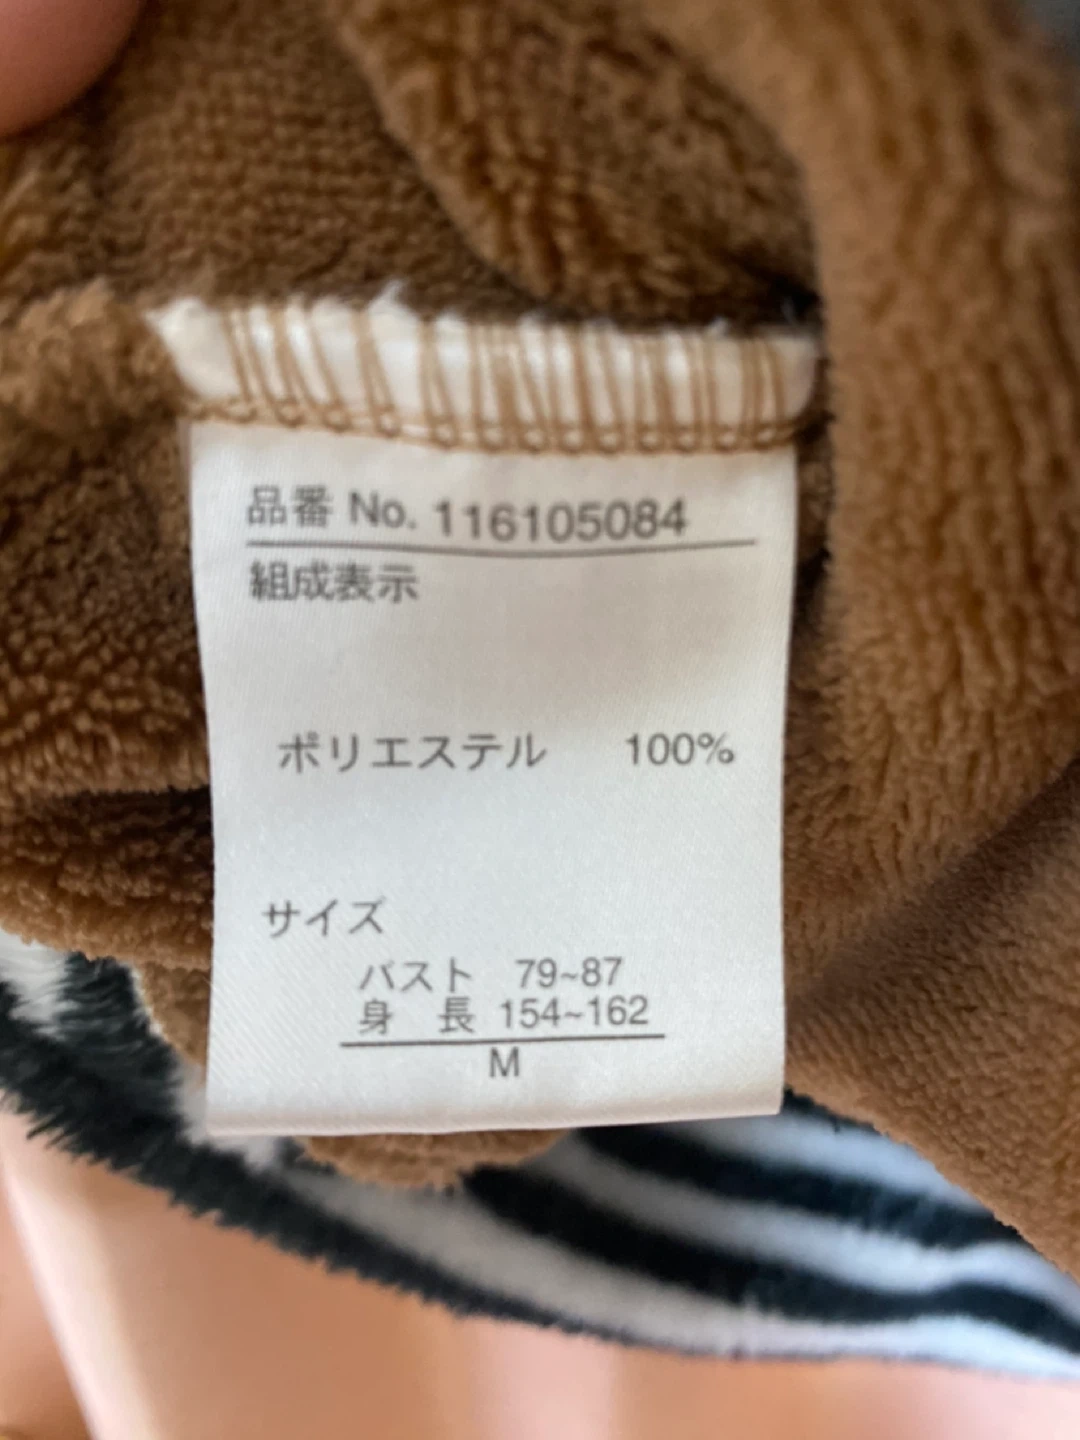 品番 No. 116105084
組成表示
ポリエステル 100%
サイズ
バスト 79~87
身 長 154~162
M